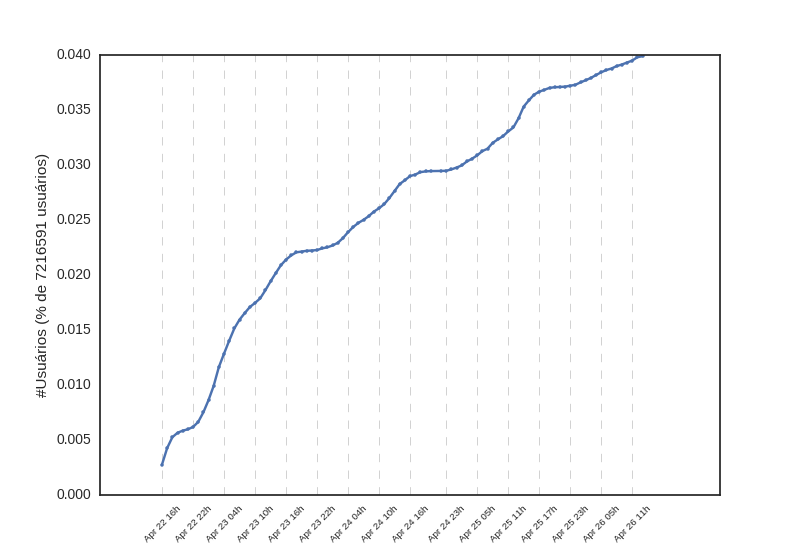 0.040
0.035
0.030
0.025
0.020
0.015
0.010
0.005
0.000
#Usuários (% de 7216591 usuários)
Apr 22 16h
Apr 22 22h
Apr 23 04h
Apr 23 10h
Apr 23 16h
Apr 23 22h
Apr 24 04h
Apr 24 10h
Apr 24 16h
Apr 24 23h
Apr 25 05h
Apr 25 11h
Apr 25 17h
Apr 25 23h
Apr 26 05h
Apr 26 11h